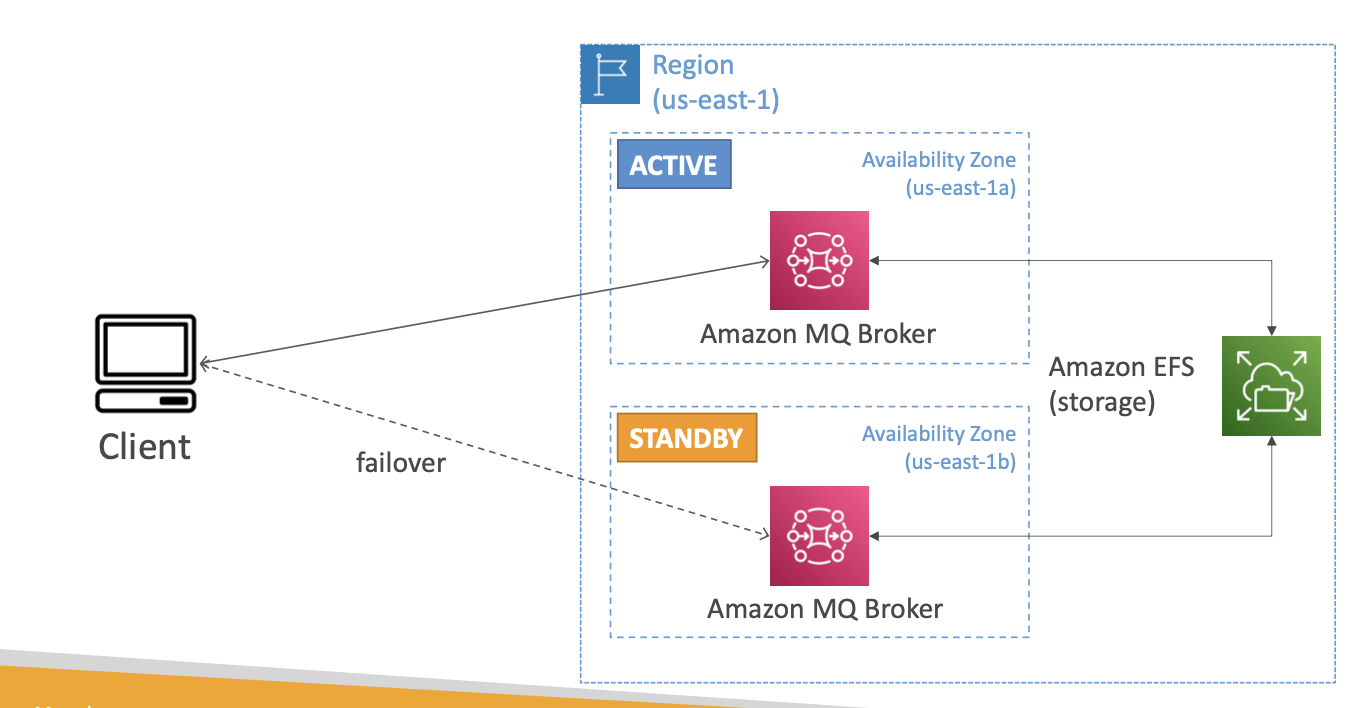 Region
(us-east-1)
ACTIVE
Availability Zone
(us-east-1a)
Amazon MQ Broker
Client
failover
Amazon EFS
(storage)
STANDBY
Availability Zone
(us-east-1b)
Amazon MQ Broker